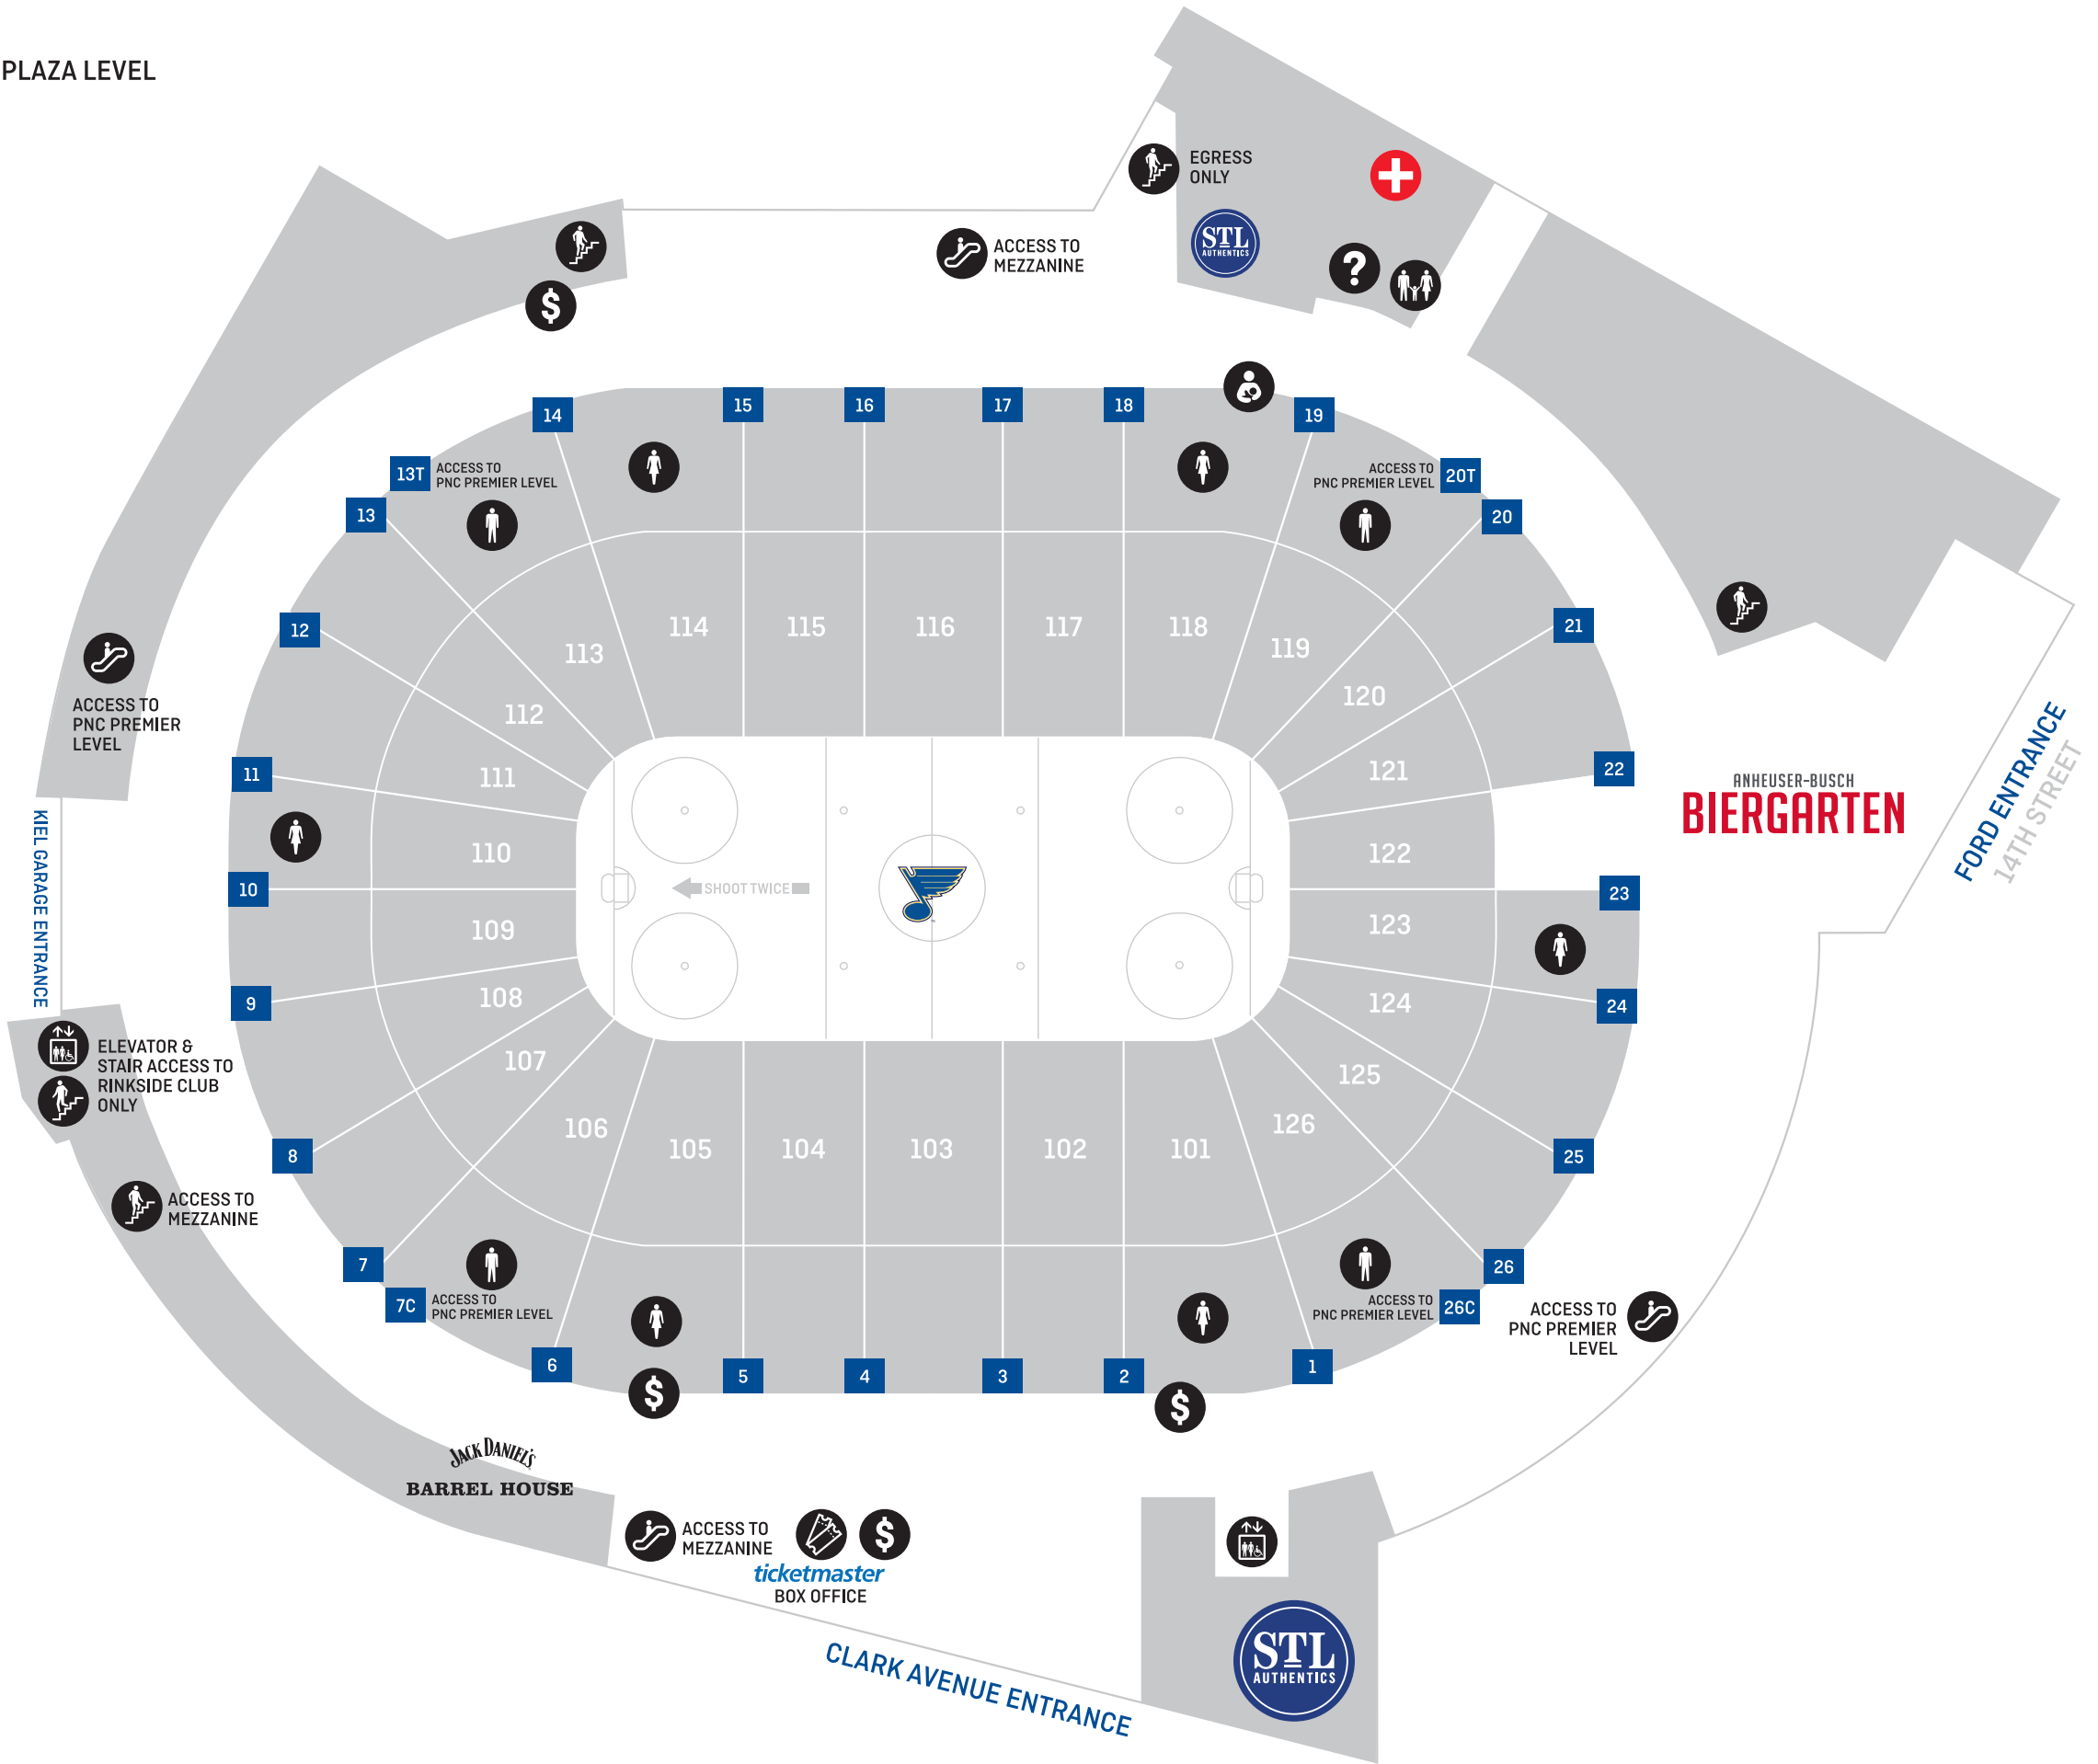 PLAZA LEVEL
EGRESS
ONLY
STL
AUTHENTICS
?
ACCESS TO
MEZZANINE
$
14
15
16
17
18
19
13T
ACCESS TO
PNC PREMIER LEVEL
ACCESS TO
PNC PREMIER LEVEL
20T
13
20
12
21
114
115
116
117
118
113
119
112
120
ACCESS TO
PNC PREMIER
LEVEL
11
111
121
22
ANHEUSER-BUSCH
BIERGARTEN
FORD ENTRANCE
14TH STREET
KIEL GARAGE ENTRANCE
110
122
10
SHOOT TWICE
23
109
123
9
108
124
24
ELEVATOR &
STAIR ACCESS TO
RINKSIDE CLUB
ONLY
107
125
106
126
105
104
103
102
101
8
25
ACCESS TO
MEZZANINE
7
26
7C
ACCESS TO
PNC PREMIER LEVEL
ACCESS TO
PNC PREMIER LEVEL
26C
ACCESS TO
PNC PREMIER
LEVEL
6
5
4
3
2
1
$
$
JACK DANIEL'S
BARREL HOUSE
ACCESS TO
MEZZANINE
$
ticketmaster
BOX OFFICE
STL
AUTHENTICS
CLARK AVENUE ENTRANCE